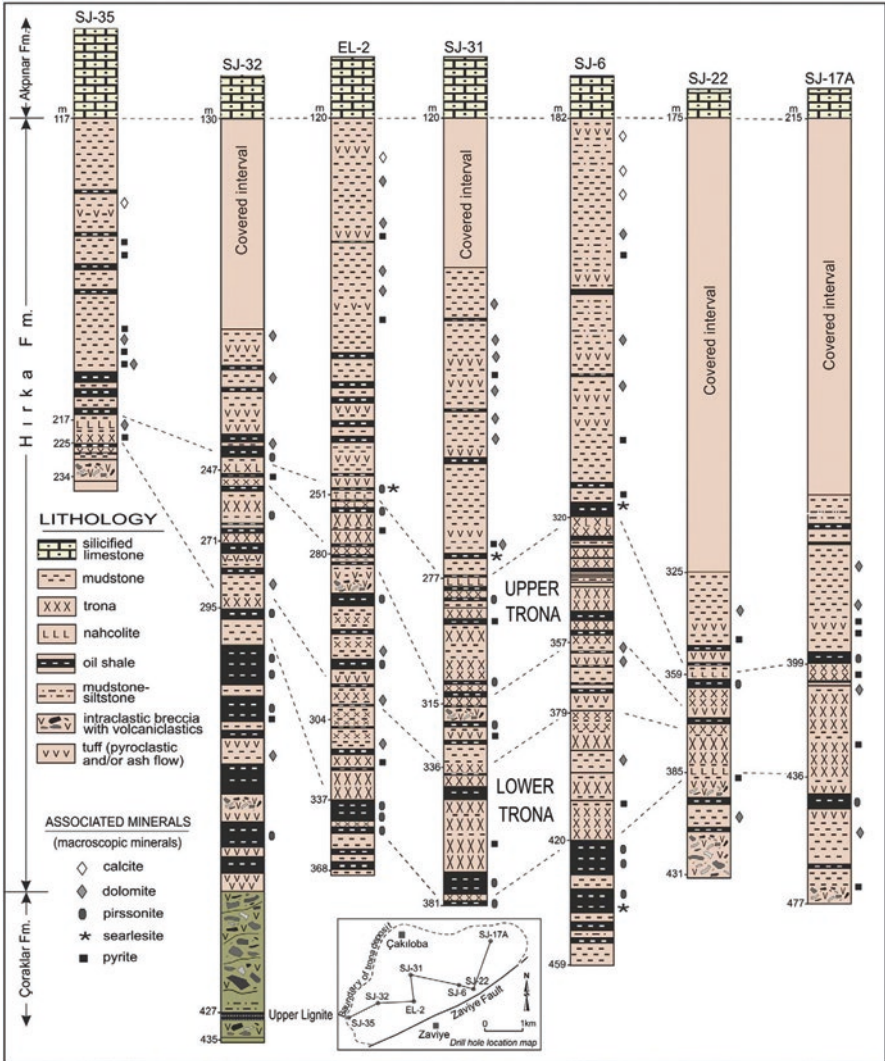 SJ-35
SJ-32
EL-2
SJ-31
SJ-6
SJ-22
SJ-17A
Akpınar Fm.
Hırka Fm.
Çoraklar Fm.
m
117
217
225
234
m
130
Covered interval
247
271
295
427
435
Upper Lignite
m
120
251
280
304
337
368
m
120
Covered interval
277
315
336
381
m
182
320
357
379
420
459
m
175
Covered interval
325
359
385
431
m
215
Covered interval
399
436
477
UPPER
TRONA
LOWER
TRONA
LITHOLOGY
silicified
limestone
mudstone
trona
nahcolite
oil shale
mudstone-
siltstone
intraclastic breccia
with volcaniclastics
tuff (pyroclastic
and/or ash flow)
ASSOCIATED MINERALS
(macroscopic minerals)
calcite
dolomite
pirssonite
searlesite
pyrite
Boundary of trona deposit
Çakıloba
SJ-17A
SJ-31
SJ-22
SJ-6
SJ-32
EL-2
SJ-35
Zaviye Fault
Zaviye
N
0 1km
Drill hole location map